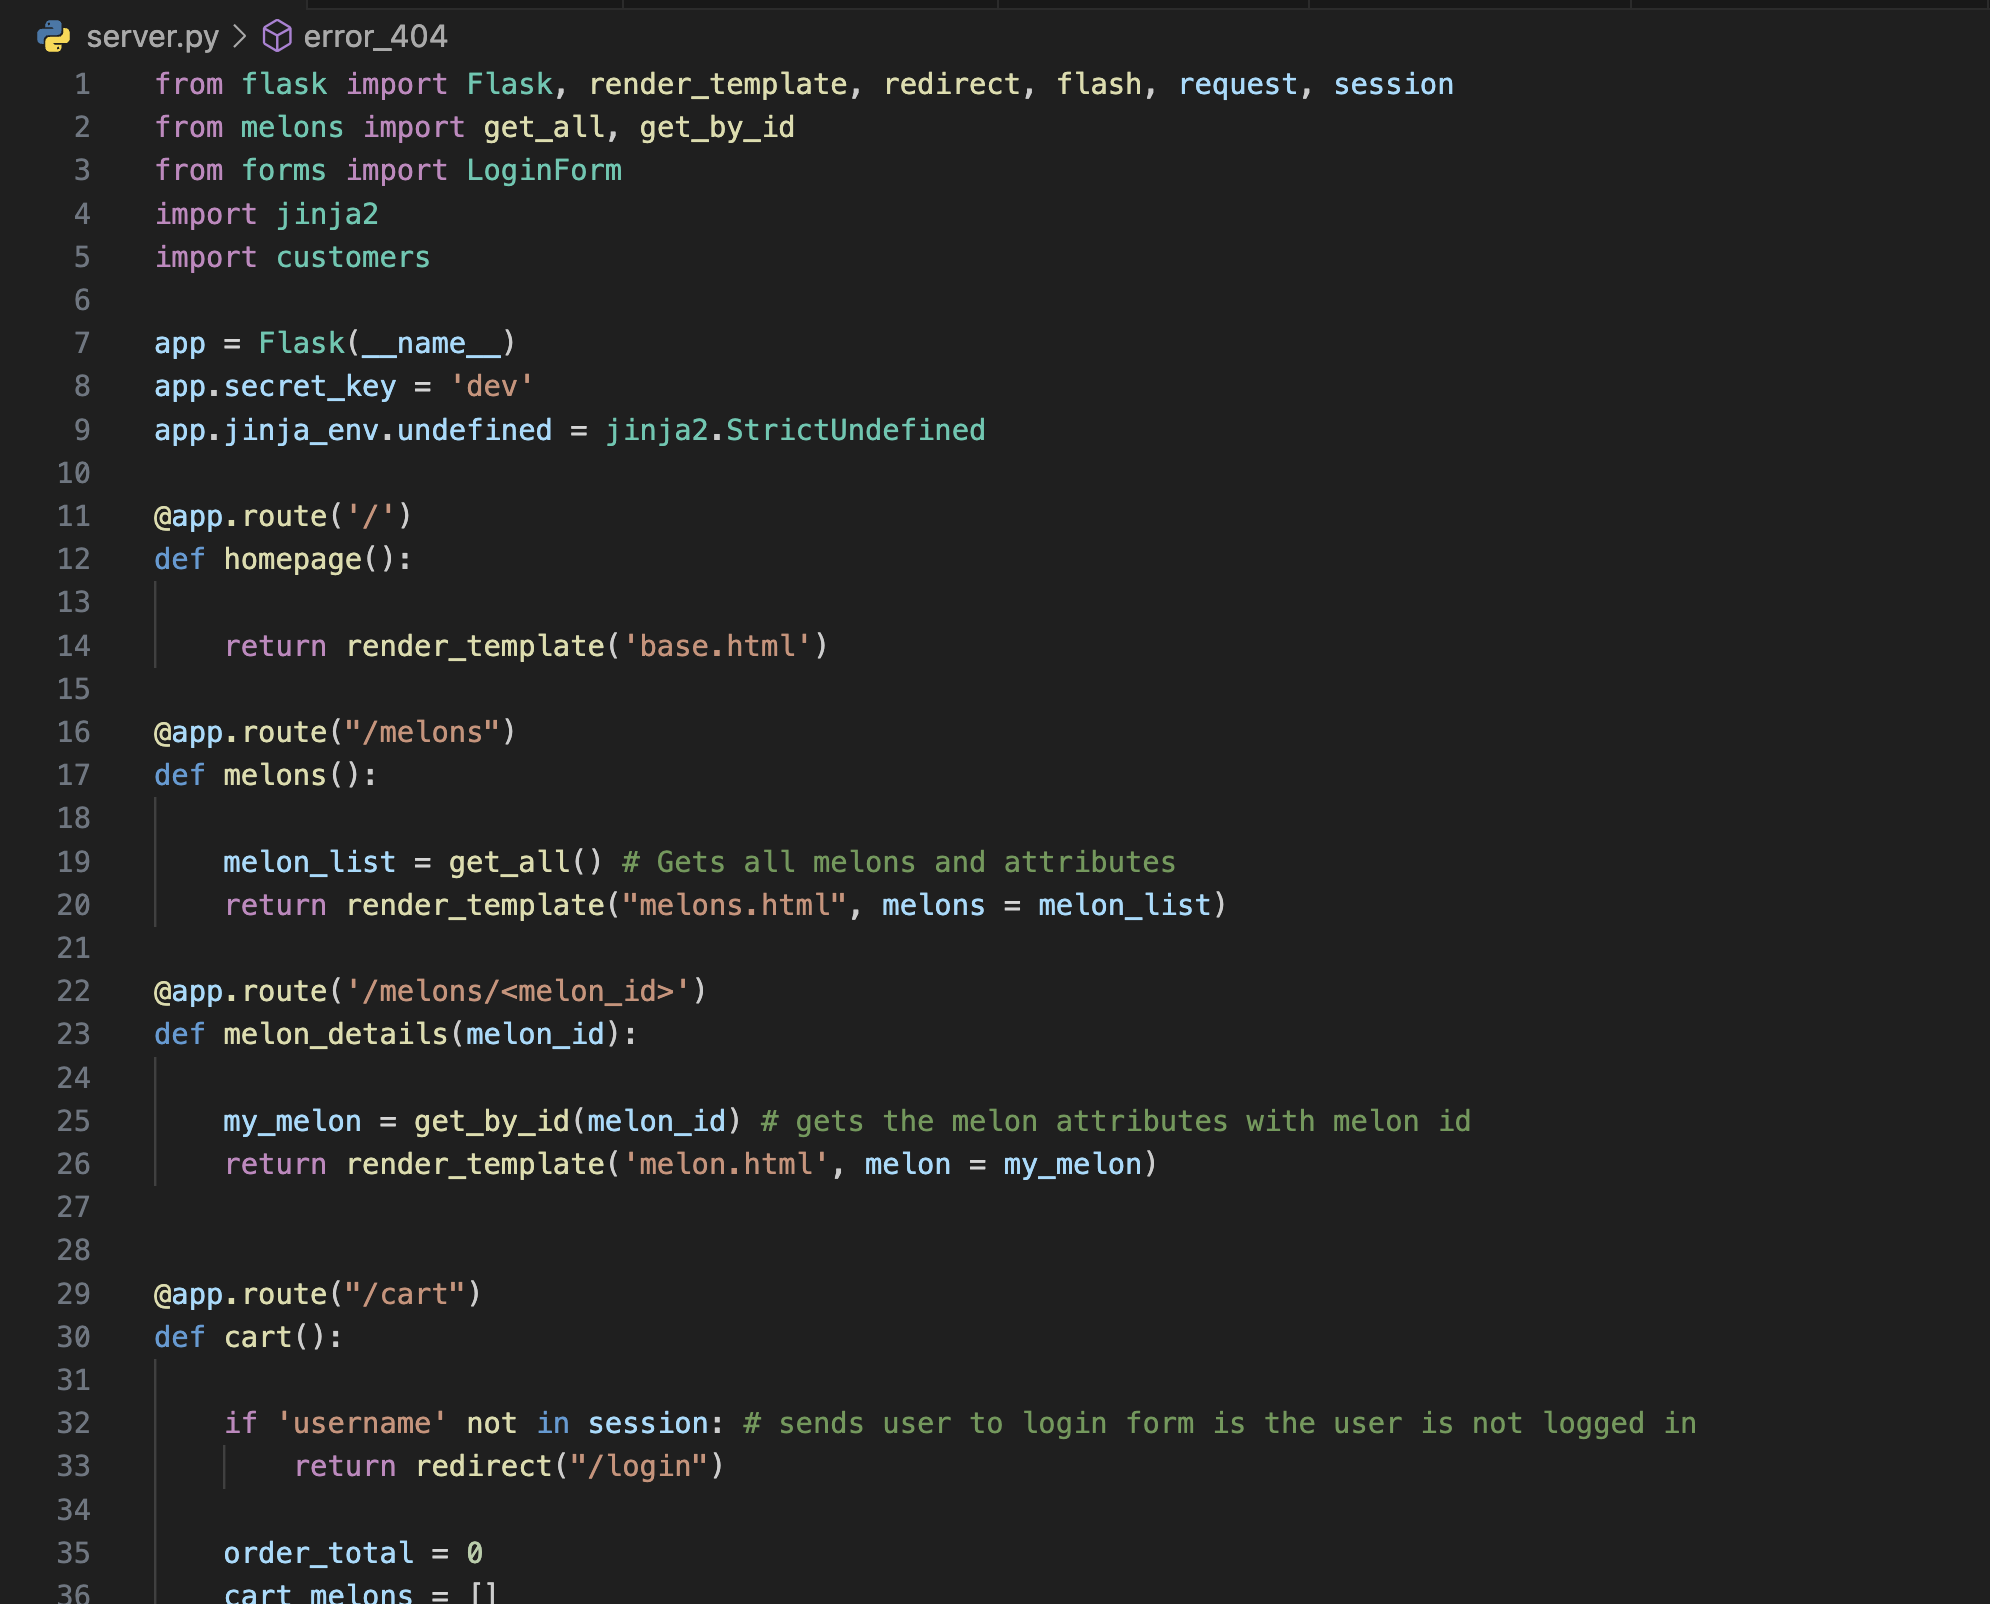 server.py > error_404
1 from flask import Flask, render_template, redirect, flash, request, session
2 from melons import get_all, get_by_id
3 from forms import LoginForm
4 import jinja2
5 import customers
6
7 app = Flask(__name__)
8 app.secret_key = 'dev'
9 app.jinja_env.undefined = jinja2.StrictUndefined
10
11 @app.route('/')
12 def homepage():
13
14     return render_template('base.html')
15
16 @app.route("/melons")
17 def melons():
18
19     melon_list = get_all() # Gets all melons and attributes
20     return render_template("melons.html", melons = melon_list)
21
22 @app.route('/melons/<melon_id>')
23 def melon_details(melon_id):
24
25     my_melon = get_by_id(melon_id) # gets the melon attributes with melon id
26     return render_template('melon.html', melon = my_melon)
27
28
29 @app.route("/cart")
30 def cart():
31
32     if 'username' not in session: # sends user to login form is the user is not logged in
33         return redirect("/login")
34
35     order_total = 0
36     cart_melons = []